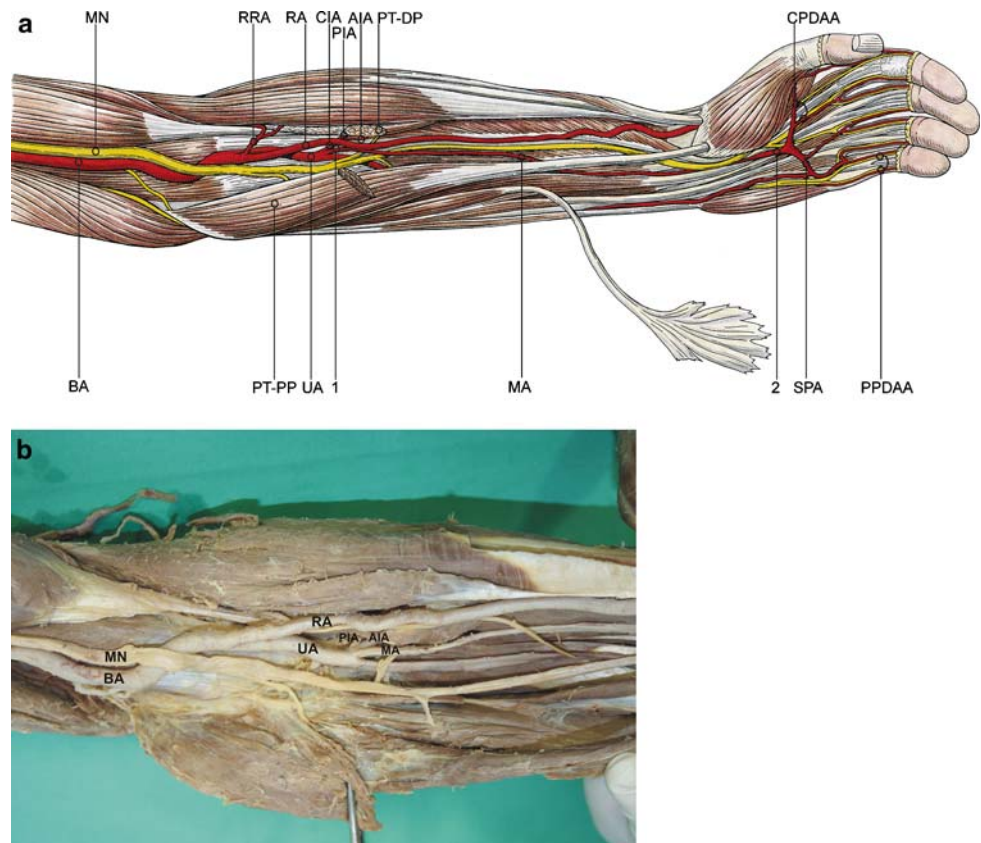 a
MN RRA RA CIA AIA PT-DP CPDAA
PIA
BA PT-PP UA 1 MA 2 SPA PPDAA
b
RA
PIA AIA
UA MA
MN
BA